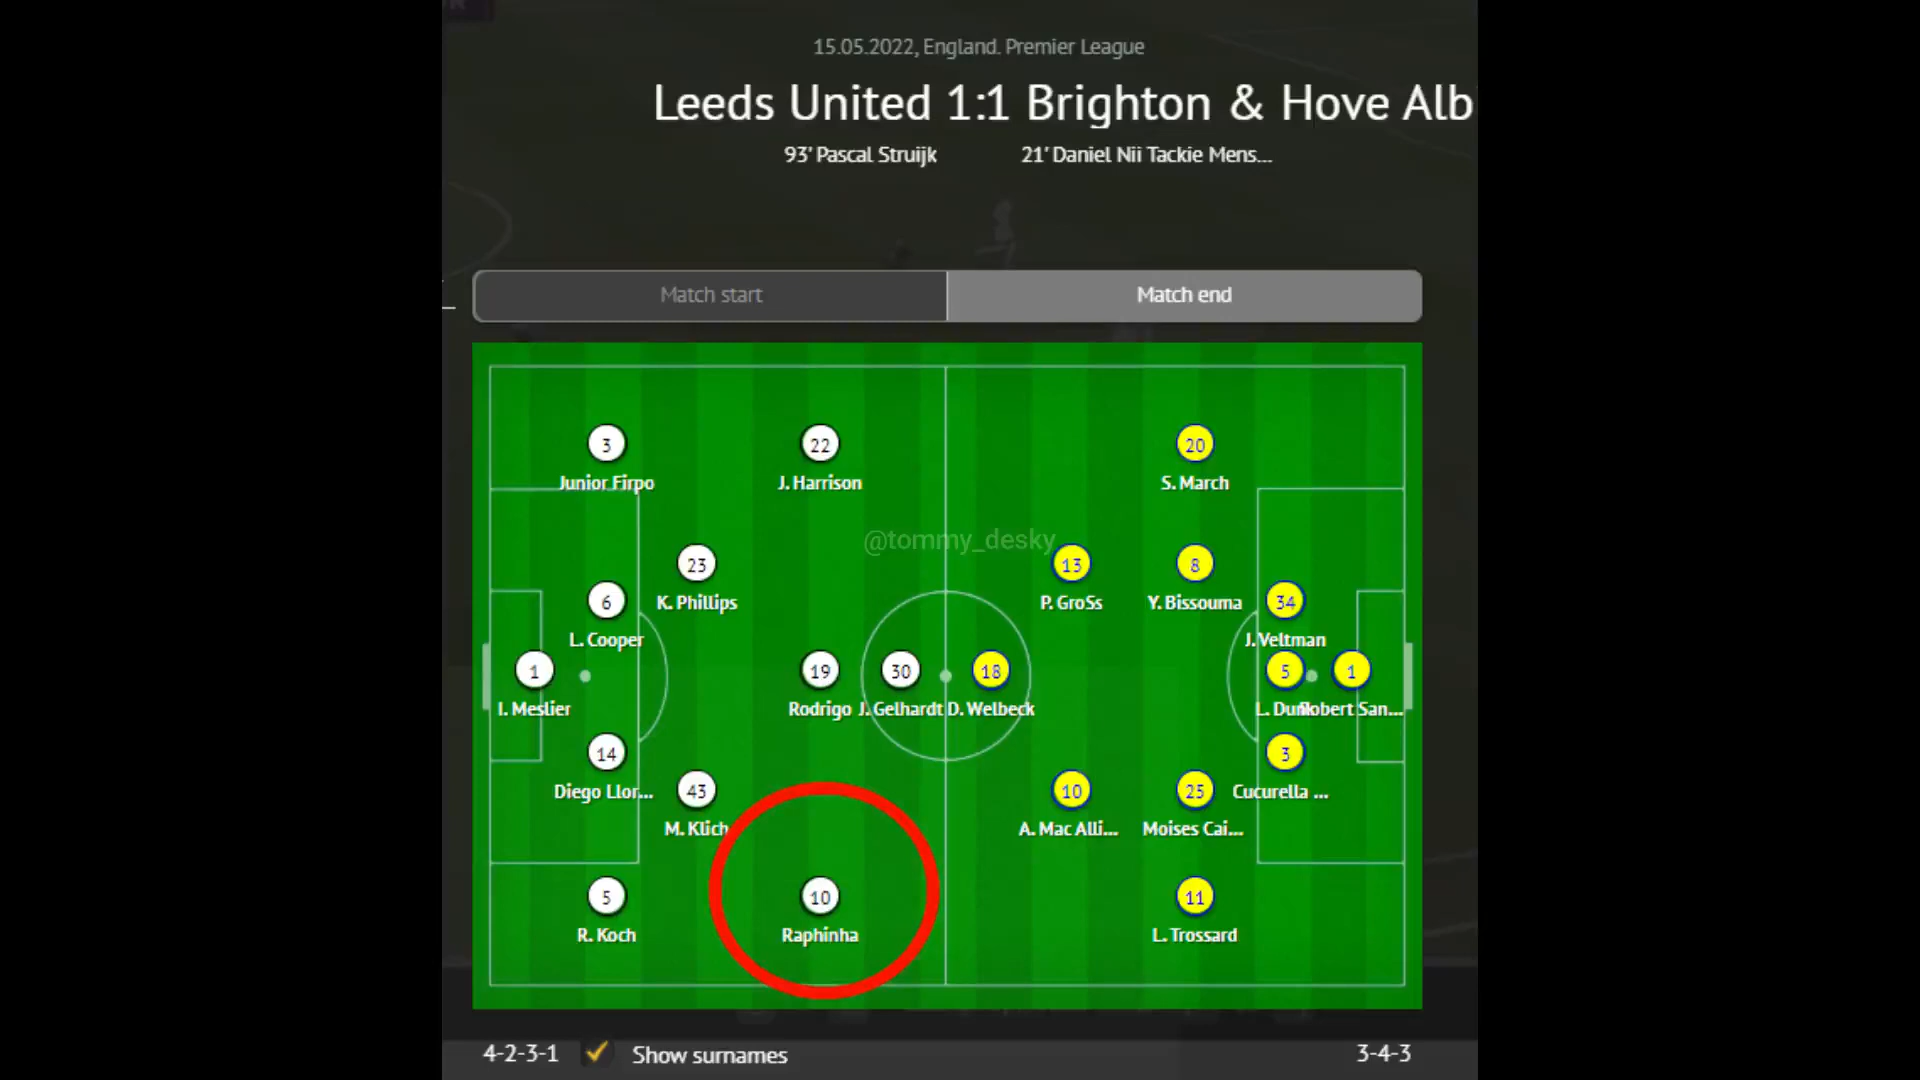 15.05.2022, England. Premier League
Leeds United 1:1 Brighton & Hove Alb
93' Pascal Struijk
21' Daniel Nii Tackie Mens...
Match start
Match end
3
Junior Firpo
22
J. Harrison
20
S. March
@tommy_desky
23
K. Phillips
13
P. GroSs
8
Y. Bissouma
6
L. Cooper
34
J. Veltman
1
I. Meslier
19
Rodrigo
30
J. Gelhardt
18
D. Welbeck
5
L. Dunk
1
Robert San...
14
Diego Llor...
3
Cucurella ...
43
M. Klich
10
A. Mac Alli...
25
Moises Cai...
5
R. Koch
10
Raphinha
11
L. Trossard
4-2-3-1
Show surnames
3-4-3